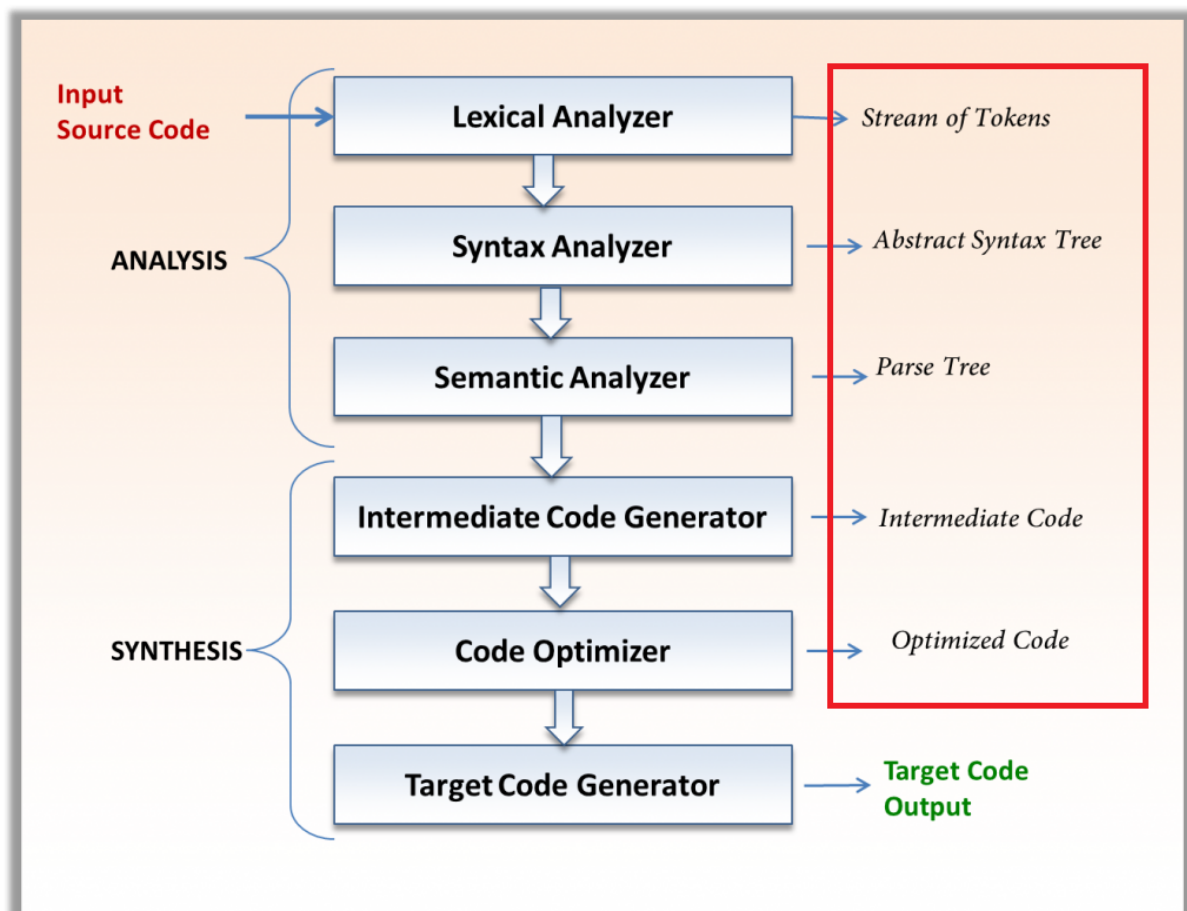 Input
Source Code
Lexical Analyzer
Stream of Tokens
Syntax Analyzer
Abstract Syntax Tree
ANALYSIS
Semantic Analyzer
Parse Tree
Intermediate Code Generator
Intermediate Code
SYNTHESIS
Code Optimizer
Optimized Code
Target Code Generator
Target Code
Output